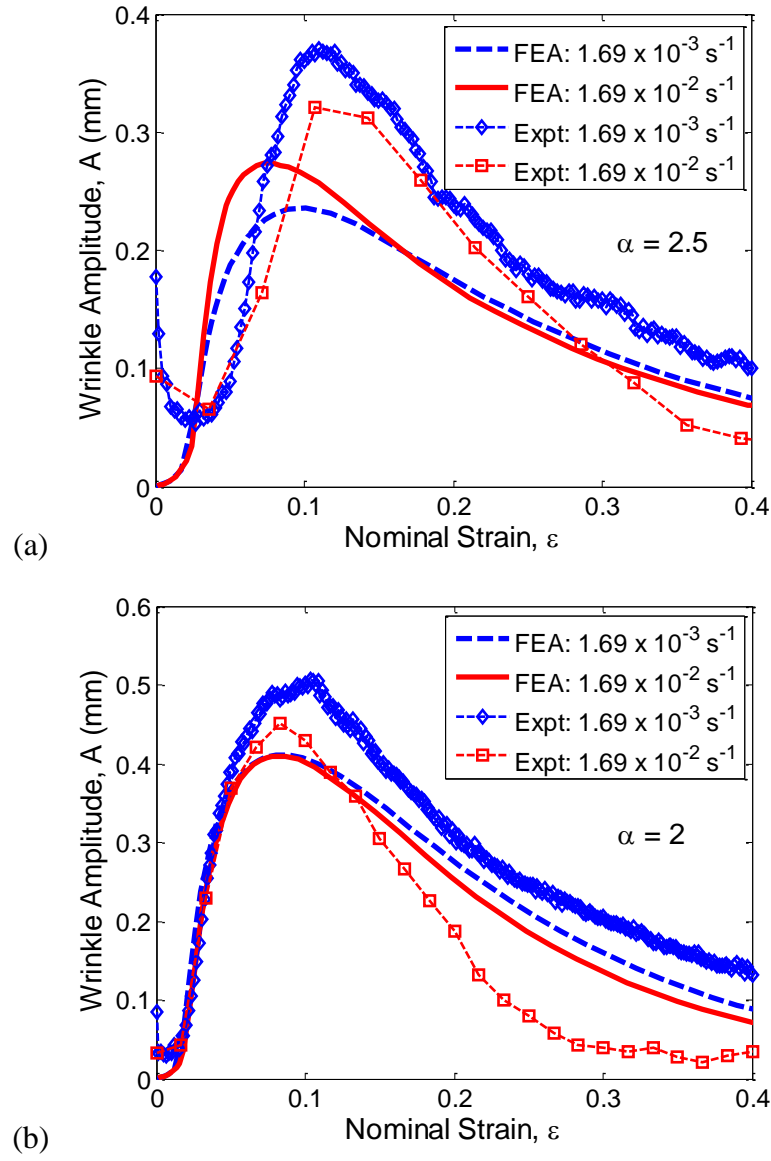 0.4
0.3
0.2
0.1
0
Wrinkle Amplitude, A (mm)
FEA: 1.69 x 10⁻³ s⁻¹
FEA: 1.69 x 10⁻² s⁻¹
Expt: 1.69 x 10⁻³ s⁻¹
Expt: 1.69 x 10⁻² s⁻¹
α = 2.5
0 0.1 0.2 0.3 0.4
Nominal Strain, ε
(a)
0.6
0.5
0.4
0.3
0.2
0.1
0
Wrinkle Amplitude, A (mm)
FEA: 1.69 x 10⁻³ s⁻¹
FEA: 1.69 x 10⁻² s⁻¹
Expt: 1.69 x 10⁻³ s⁻¹
Expt: 1.69 x 10⁻² s⁻¹
α = 2
0 0.1 0.2 0.3 0.4
Nominal Strain, ε
(b)